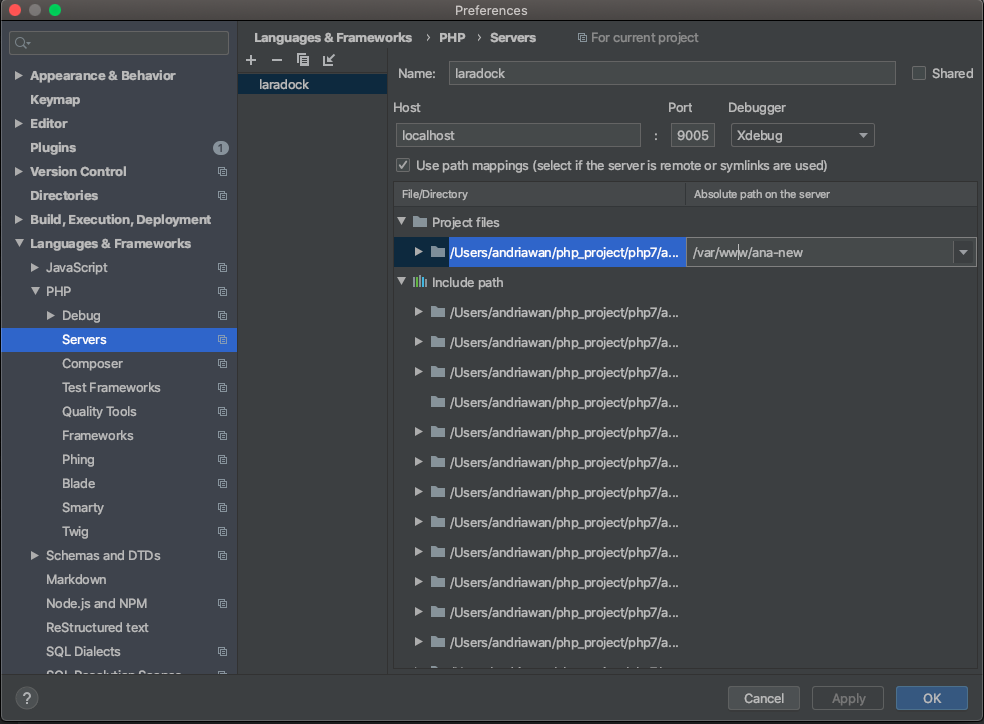 Preferences
Appearance & Behavior
Keymap
Editor
Plugins 1
Version Control
Directories
Build, Execution, Deployment
Languages & Frameworks
JavaScript
PHP
Debug
Servers
Composer
Test Frameworks
Quality Tools
Frameworks
Phing
Blade
Smarty
Twig
Schemas and DTDs
Markdown
Node.js and NPM
ReStructured text
SQL Dialects
SQL Resolution Scopes
?
laradock
Languages & Frameworks › PHP › Servers For current project
Name: laradock Shared
Host Port Debugger
localhost : 9005 Xdebug
Use path mappings (select if the server is remote or symlinks are used)
File/Directory Absolute path on the server
Project files
/Users/andriawan/php_project/php7/a... /var/www/ana-new
Include path
/Users/andriawan/php_project/php7/a...
/Users/andriawan/php_project/php7/a...
/Users/andriawan/php_project/php7/a...
/Users/andriawan/php_project/php7/a...
/Users/andriawan/php_project/php7/a...
/Users/andriawan/php_project/php7/a...
/Users/andriawan/php_project/php7/a...
/Users/andriawan/php_project/php7/a...
/Users/andriawan/php_project/php7/a...
/Users/andriawan/php_project/php7/a...
/Users/andriawan/php_project/php7/a...
/Users/andriawan/php_project/php7/a...
Cancel Apply OK